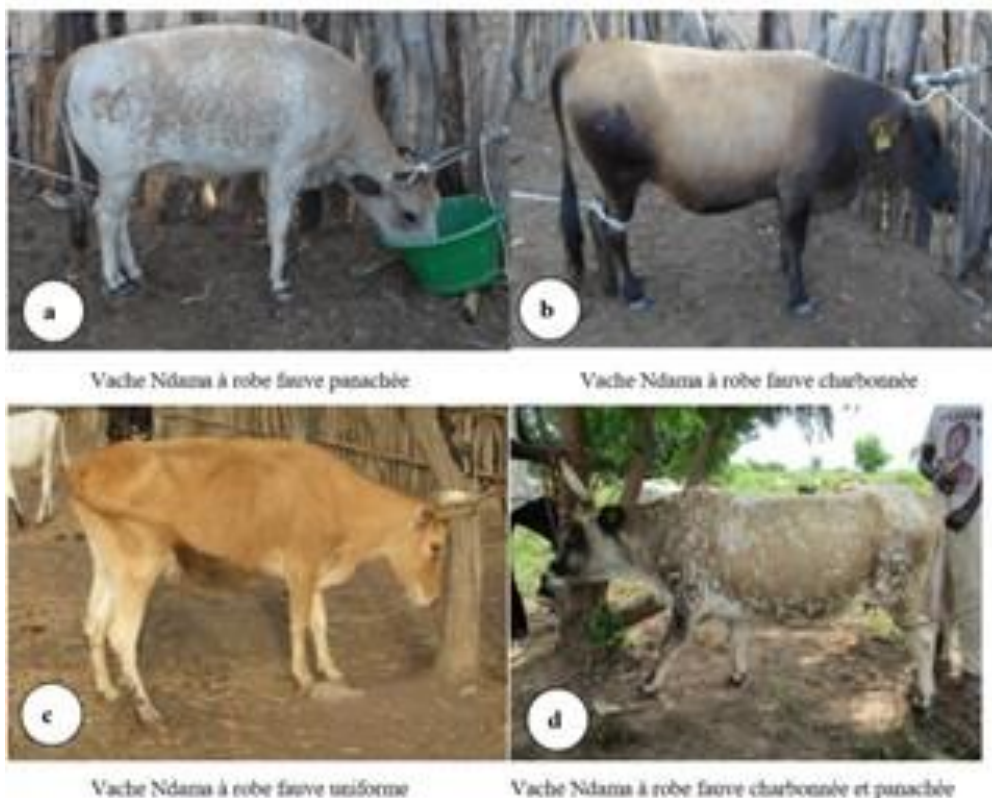 a
b
Vache Ndama à robe fauve panachée
Vache Ndama à robe fauve charbonnée
c
d
Vache Ndama à robe fauve uniforme
Vache Ndama à robe fauve charbonnée et panachée